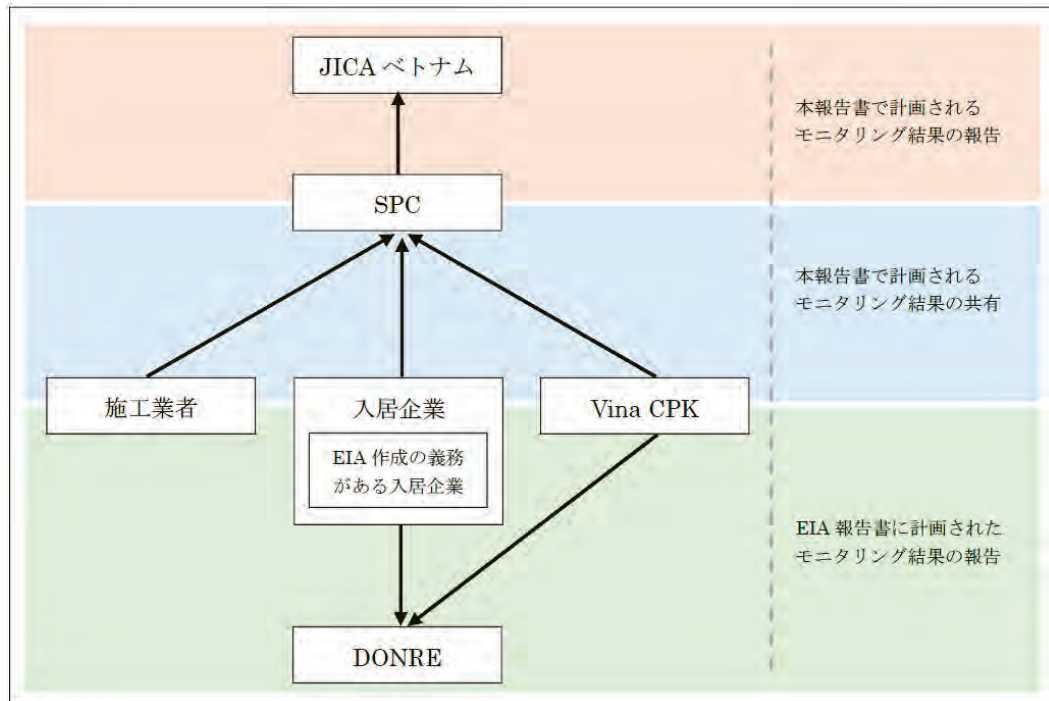 JICA ベトナム
本報告書で計画される
モニタリング結果の報告
SPC
本報告書で計画される
モニタリング結果の共有
施工業者
入居企業
Vina CPK
EIA 作成の義務
がある入居企業
EIA 報告書に計画された
モニタリング結果の報告
DONRE